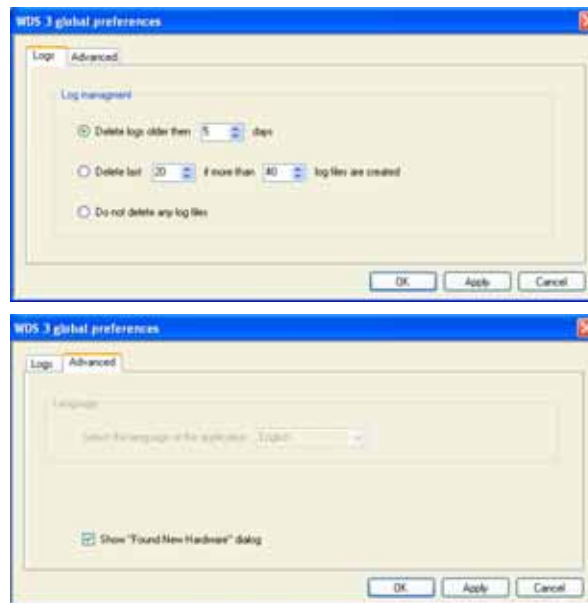 WDS 3 global preferences
Logs Advanced
Log managment
Delete logs older then 5 days
Delete last 20 if more than 40 log files are created
Do not delete any log files
OK Apply Cancel
WDS 3 global preferences
Logs Advanced
Language
Select the language of the application English
Show "Found New Hardware" dialog
OK Apply Cancel